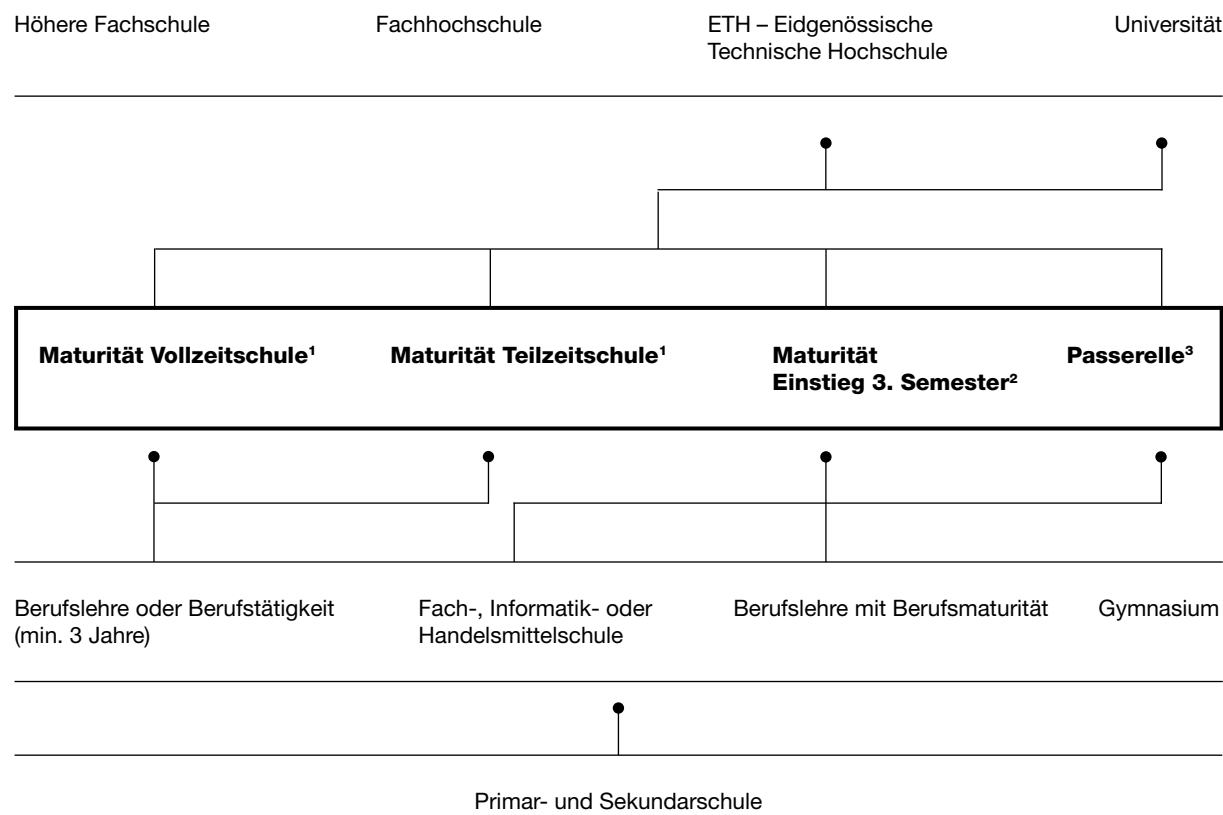 Höhere Fachschule
Fachhochschule
ETH – Eidgenössische
Technische Hochschule
Universität
Maturität Vollzeitschule¹
Maturität Teilzeitschule¹
Maturität
Einstieg 3. Semester²
Passerelle³
Berufslehre oder Berufstätigkeit
(min. 3 Jahre)
Fach-, Informatik- oder
Handelsmittelschule
Berufslehre mit Berufsmaturität
Gymnasium
Primar- und Sekundarschule